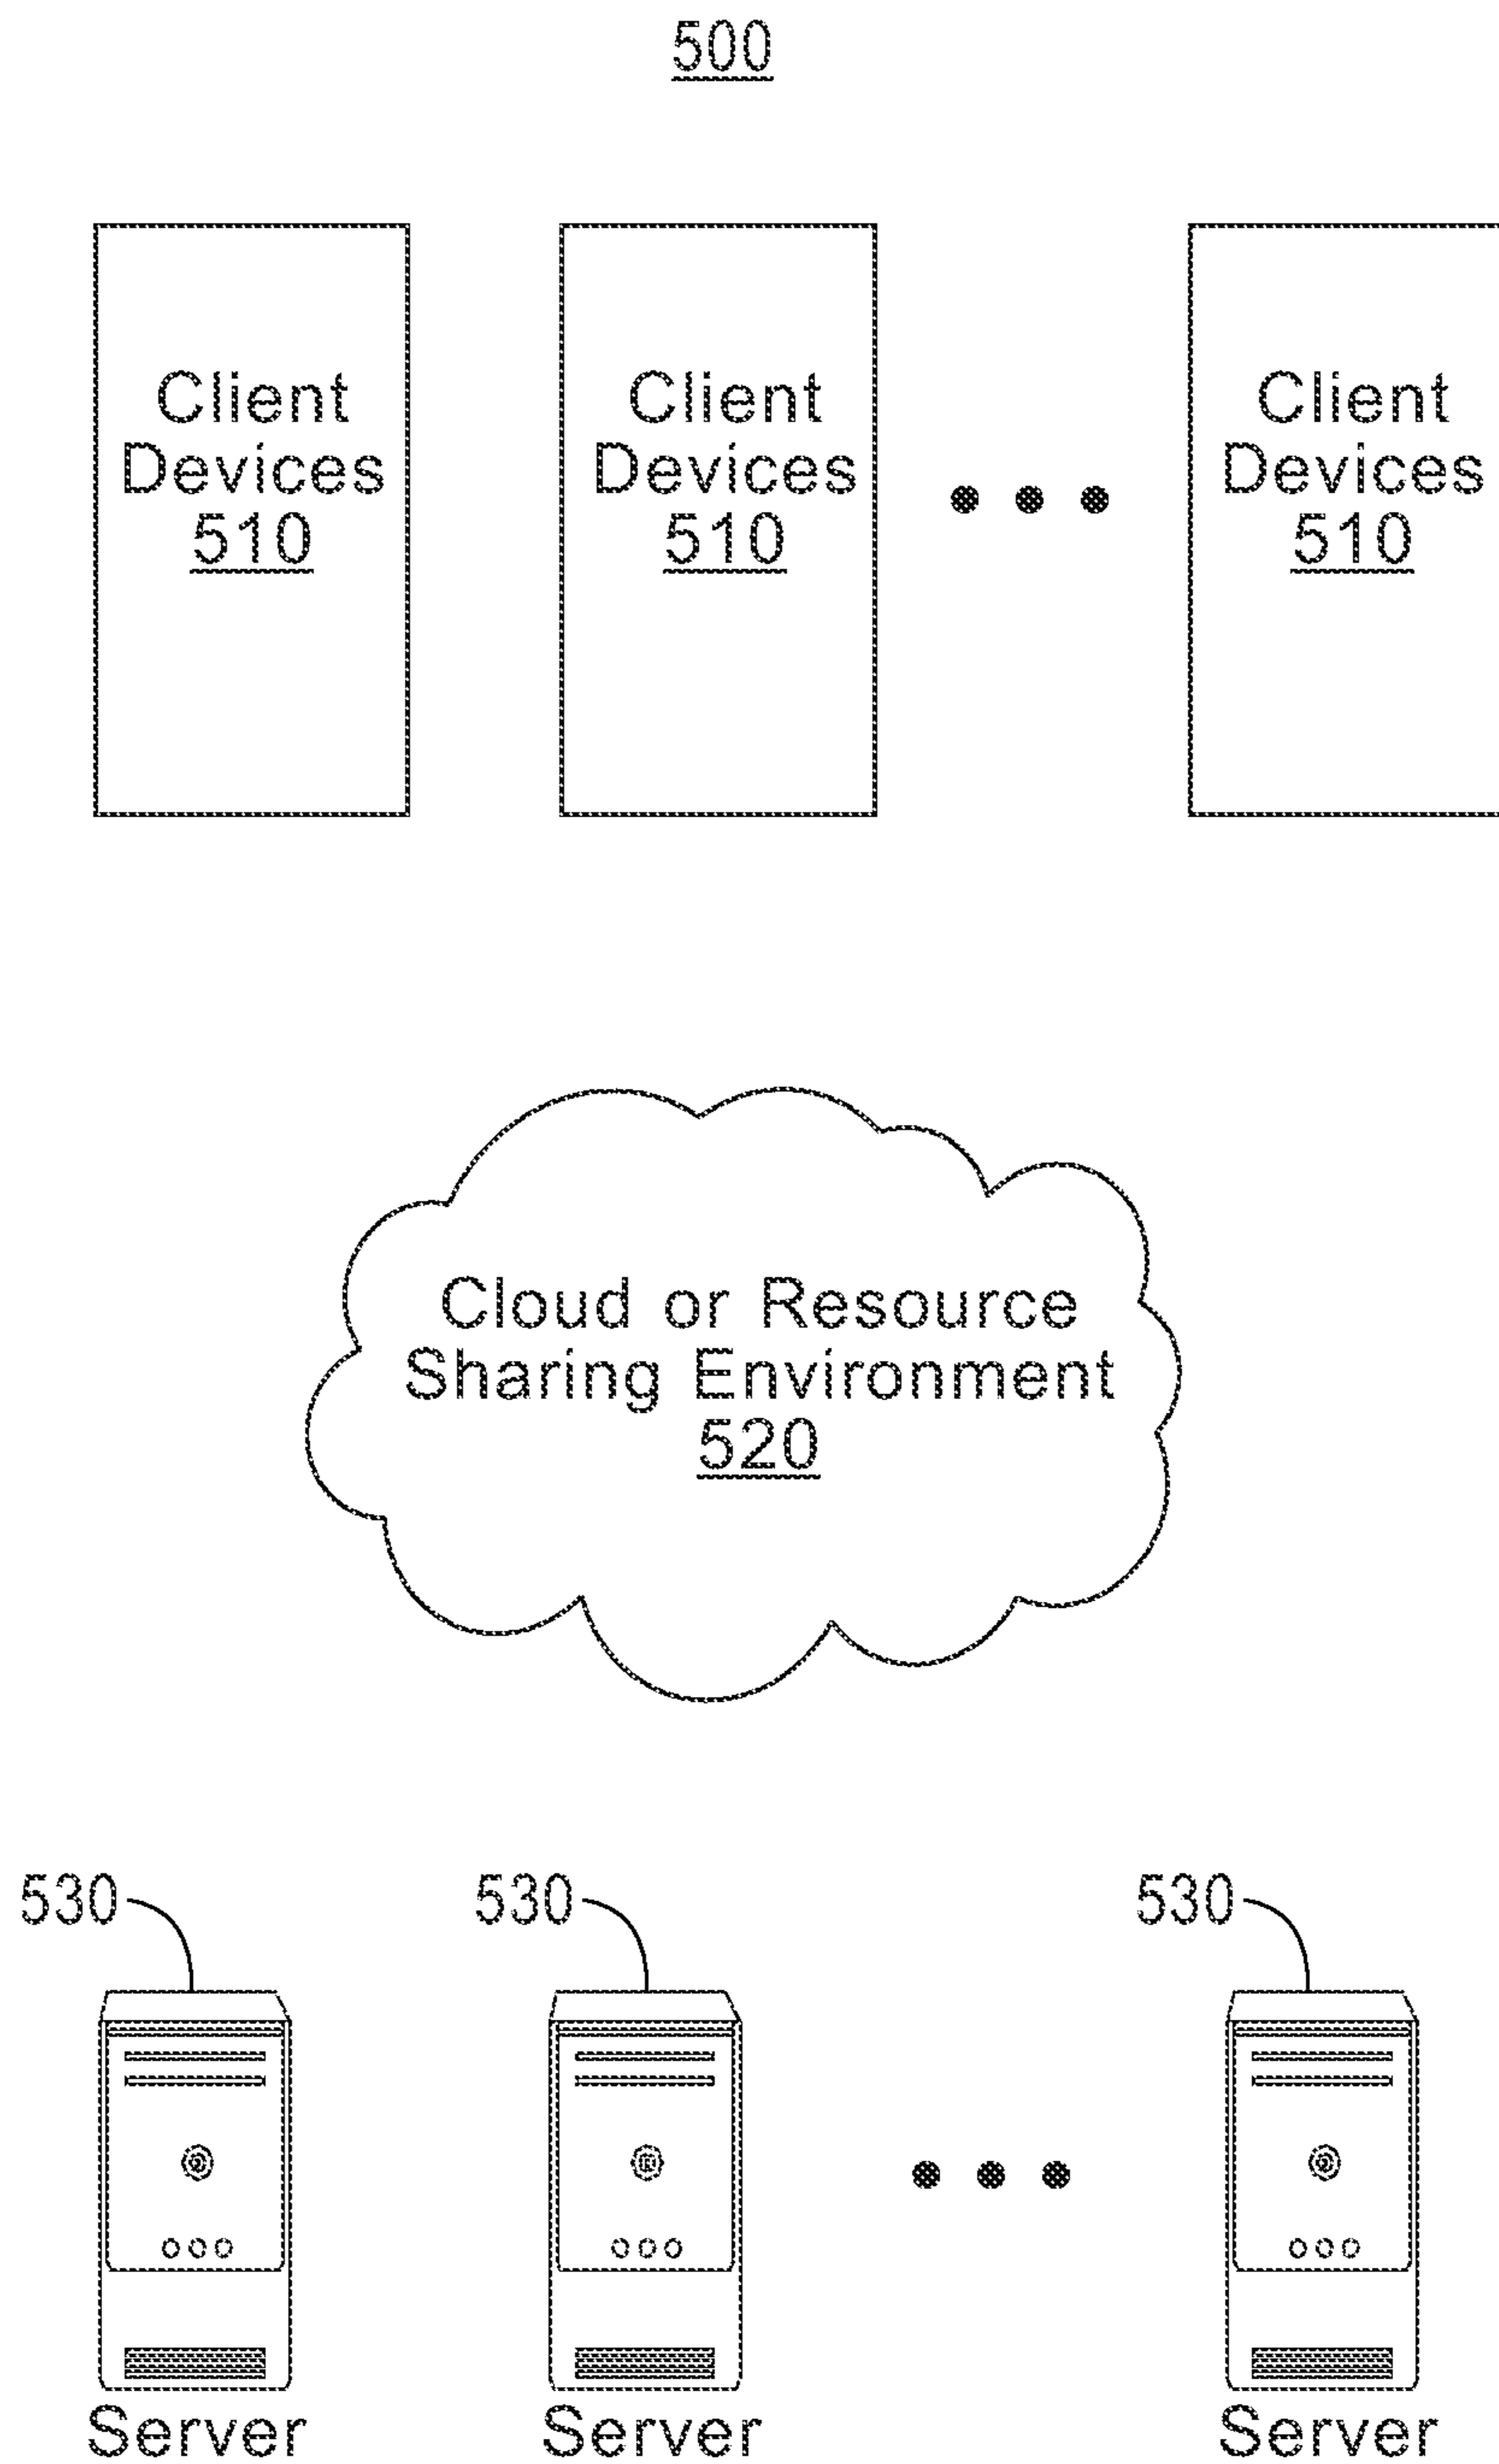 500
Client
Devices
510
Client
Devices
510
Client
Devices
510
Cloud or Resource
Sharing Environment
520
530
530
530
Server
Server
Server